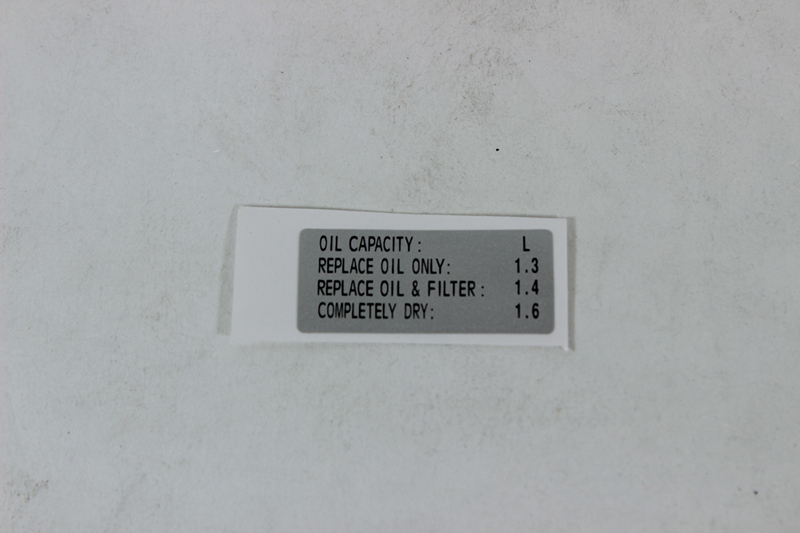 OIL CAPACITY: L
REPLACE OIL ONLY: 1.3
REPLACE OIL & FILTER: 1.4
COMPLETELY DRY: 1.6